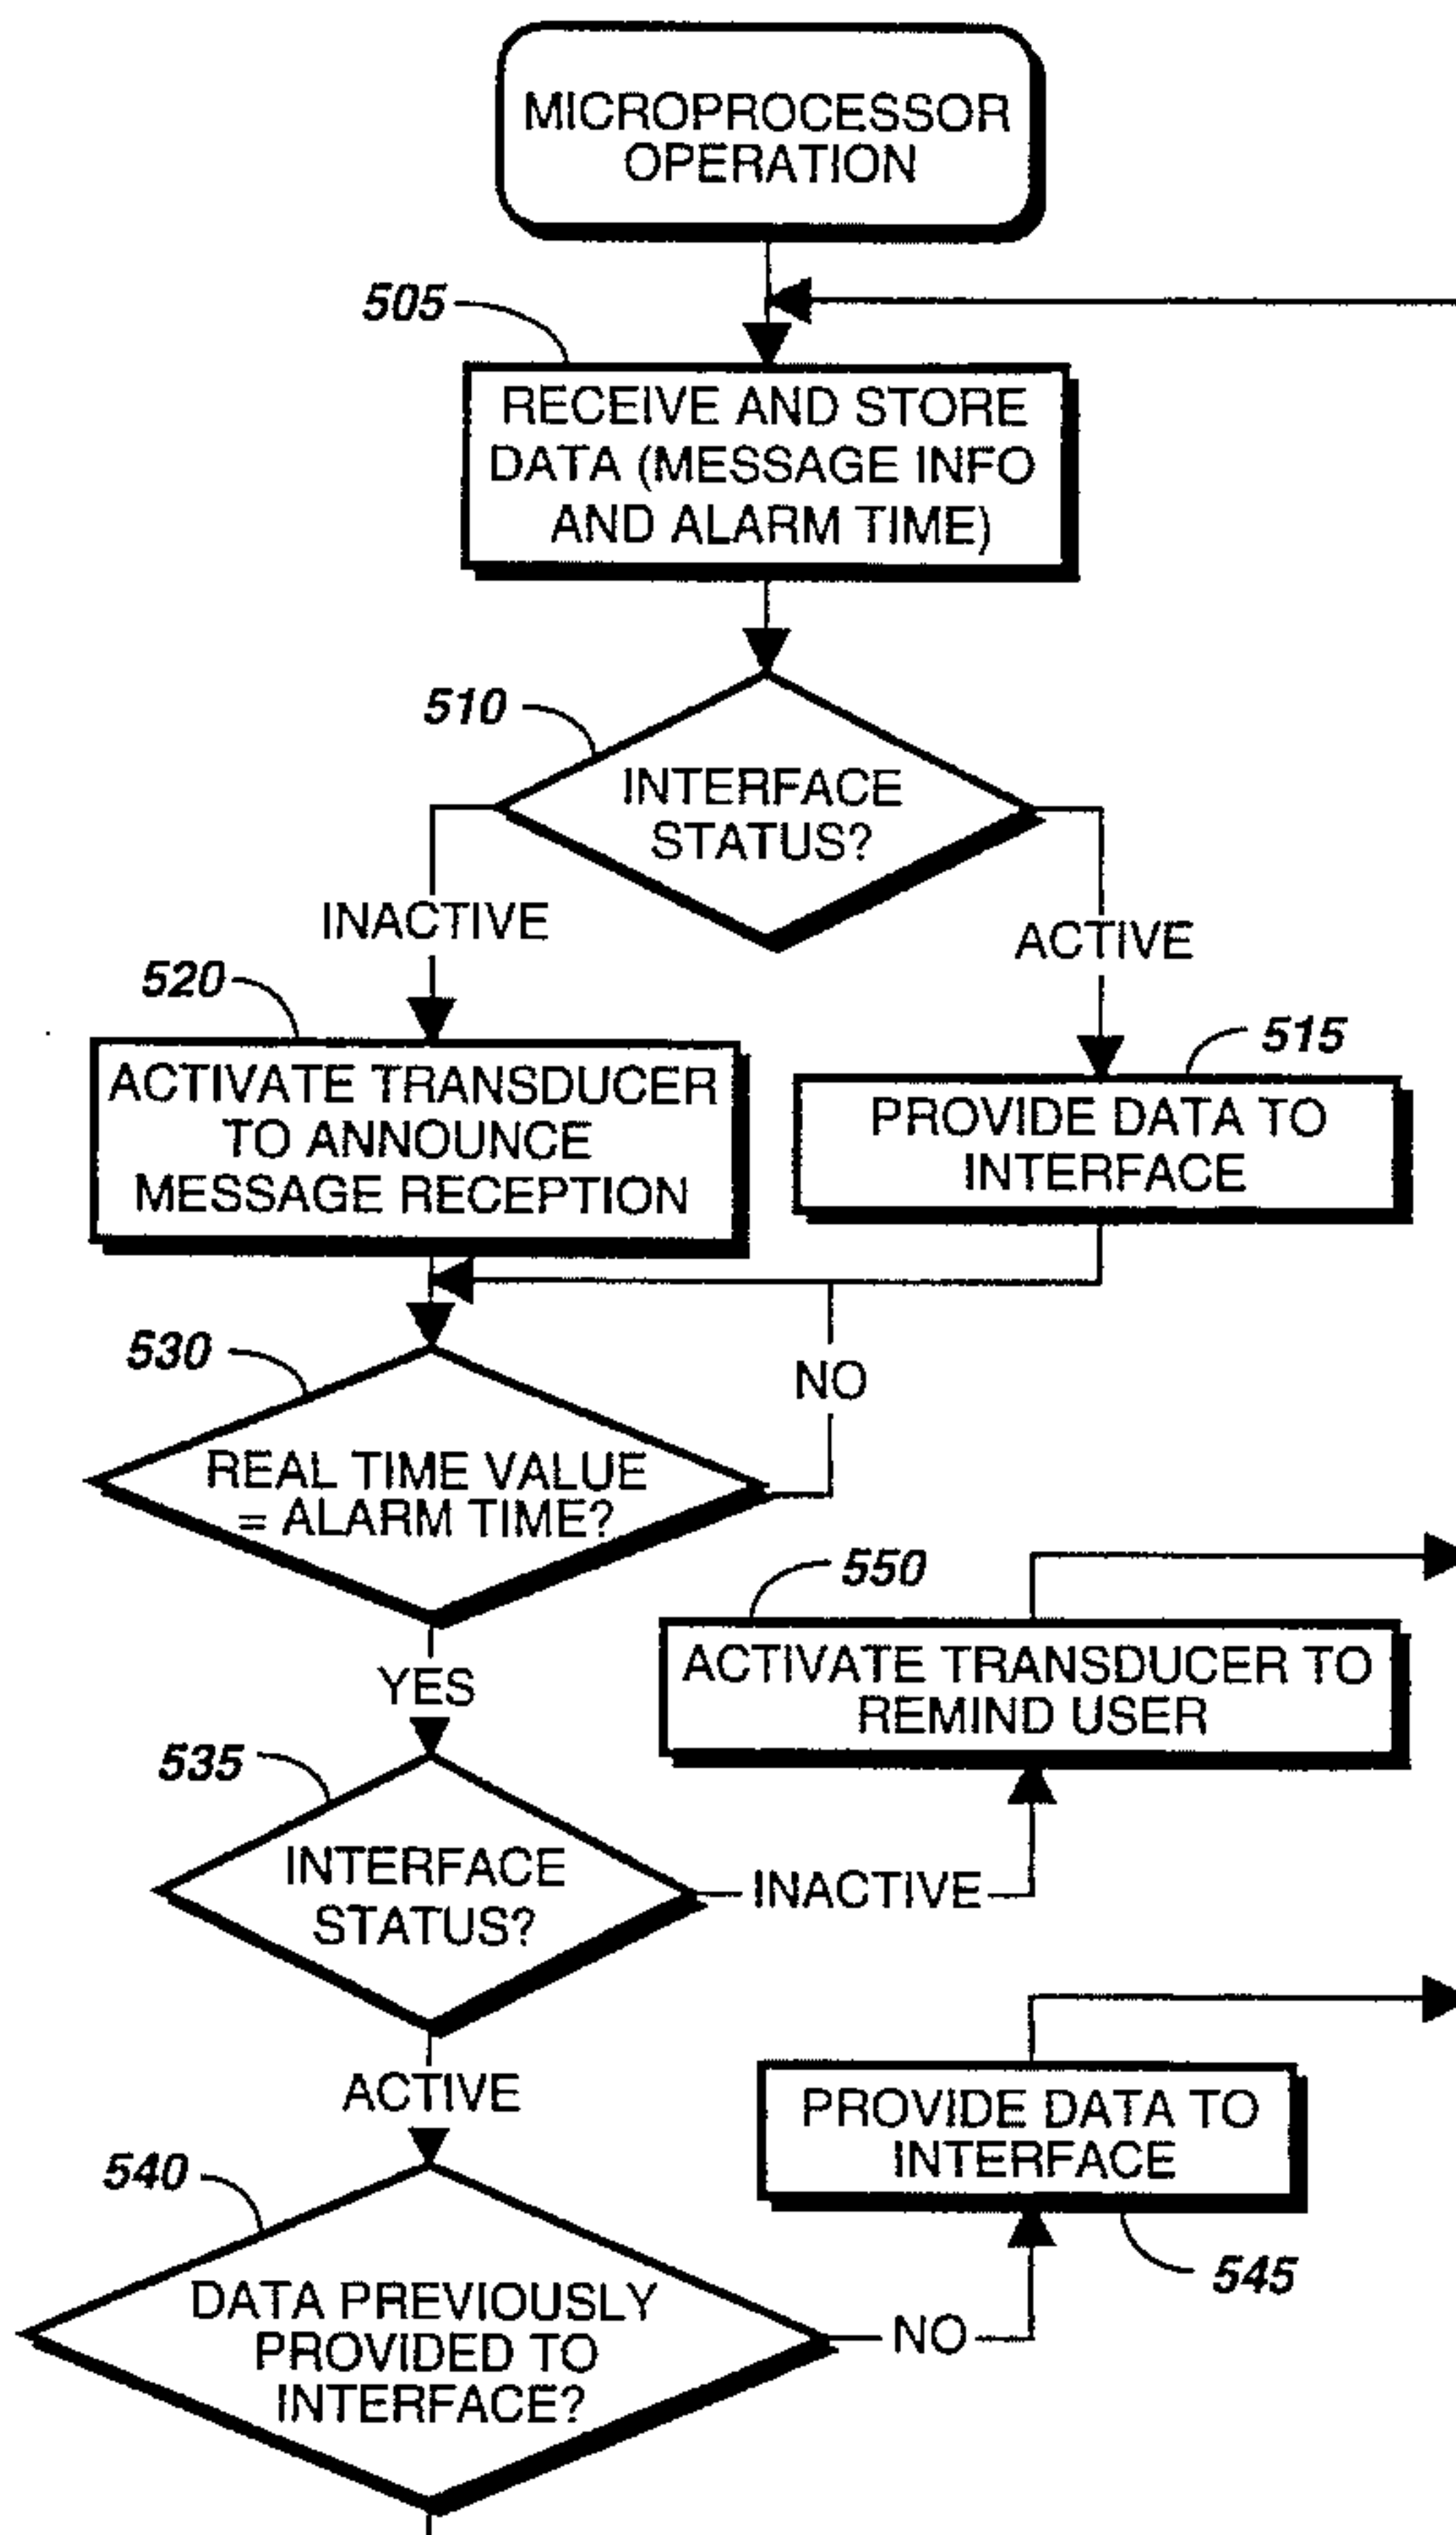 MICROPROCESSOR
OPERATION
505
RECEIVE AND STORE
DATA (MESSAGE INFO
AND ALARM TIME)
510
INTERFACE
STATUS?
INACTIVE
ACTIVE
520
515
ACTIVATE TRANSDUCER
TO ANNOUNCE
MESSAGE RECEPTION
PROVIDE DATA TO
INTERFACE
530
NO
REAL TIME VALUE
= ALARM TIME?
550
YES
ACTIVATE TRANSDUCER TO
REMIND USER
535
INTERFACE
STATUS?
INACTIVE
ACTIVE
PROVIDE DATA TO
INTERFACE
540
545
DATA PREVIOUSLY
PROVIDED TO
INTERFACE?
NO